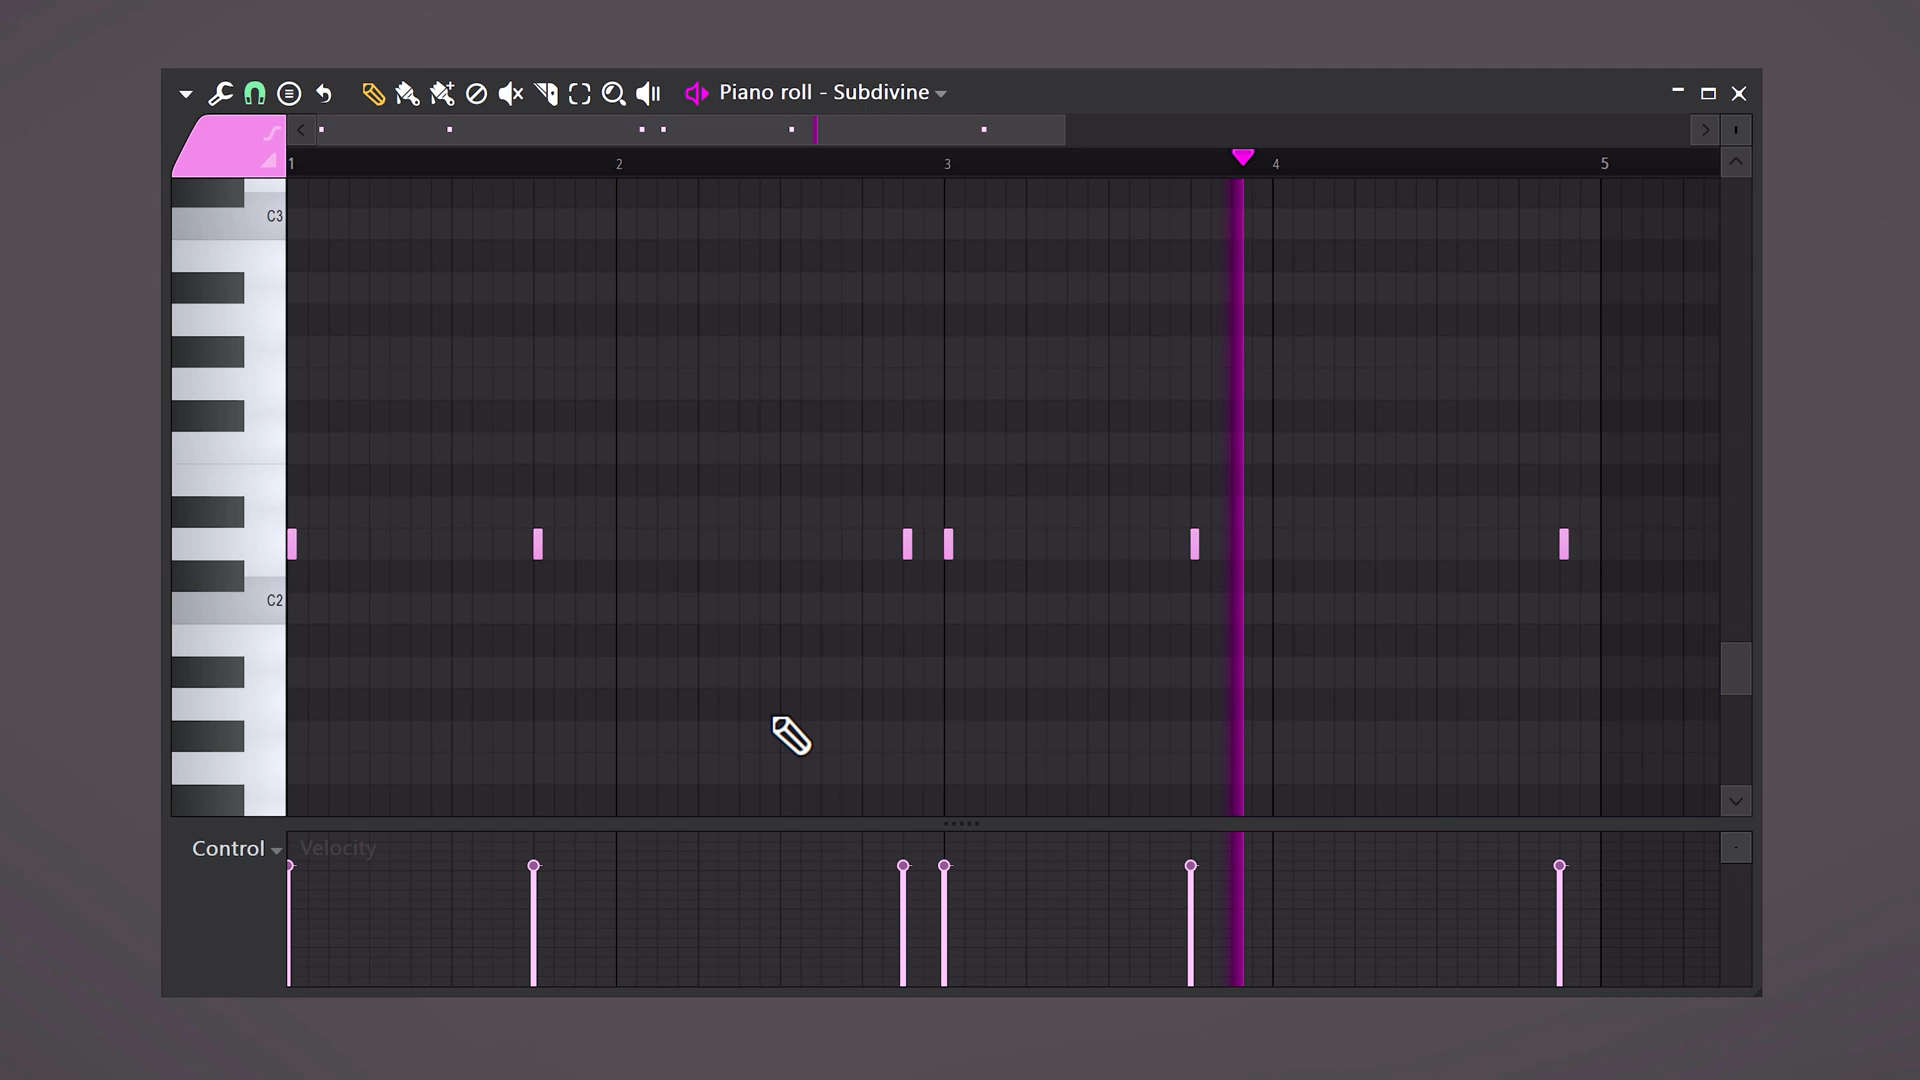 Piano roll - Subdivine
1 2 3 4 5
C3
C2
Control Velocity